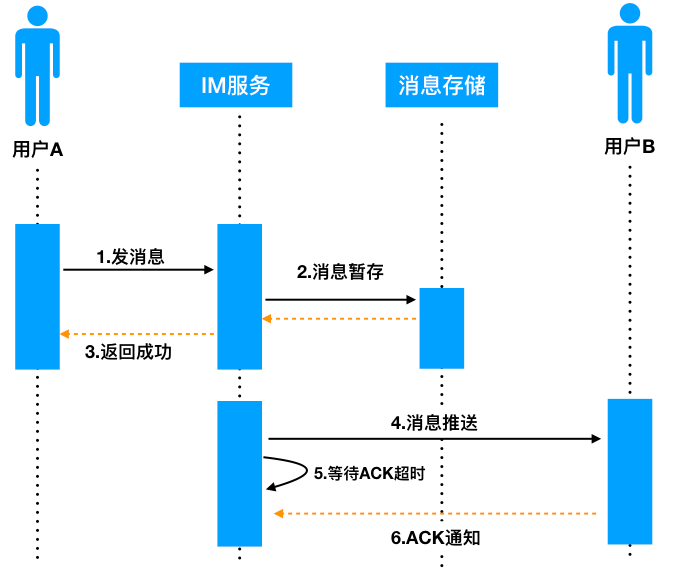 IM服务
消息存储
用户A
用户B
1.发消息
2.消息暂存
3.返回成功
4.消息推送
5.等待ACK超时
6.ACK通知